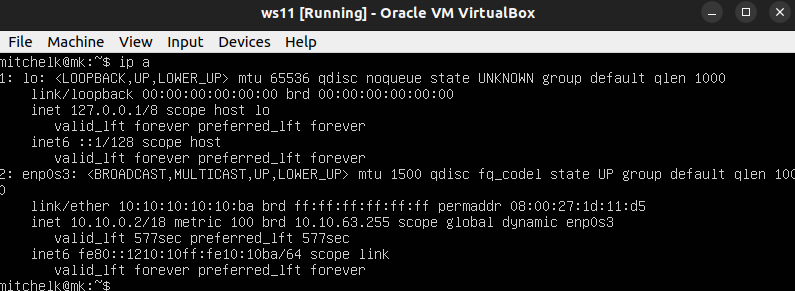 ws11 [Running] - Oracle VM VirtualBox
File Machine View Input Devices Help
mitchelk@mk:~$ ip a
1: lo: <LOOPBACK,UP,LOWER_UP> mtu 65536 qdisc noqueue state UNKNOWN group default qlen 1000
    link/loopback 00:00:00:00:00:00 brd 00:00:00:00:00:00
    inet 127.0.0.1/8 scope host lo
       valid_lft forever preferred_lft forever
    inet6 ::1/128 scope host
       valid_lft forever preferred_lft forever
2: enp0s3: <BROADCAST,MULTICAST,UP,LOWER_UP> mtu 1500 qdisc fq_codel state UP group default qlen 100
0
    link/ether 10:10:10:10:10:ba brd ff:ff:ff:ff:ff:ff permaddr 08:00:27:1d:11:d5
    inet 10.10.0.2/18 metric 100 brd 10.10.63.255 scope global dynamic enp0s3
       valid_lft 577sec preferred_lft 577sec
    inet6 fe80::1210:10ff:fe10:10ba/64 scope link
       valid_lft forever preferred_lft forever
mitchelk@mk:~$